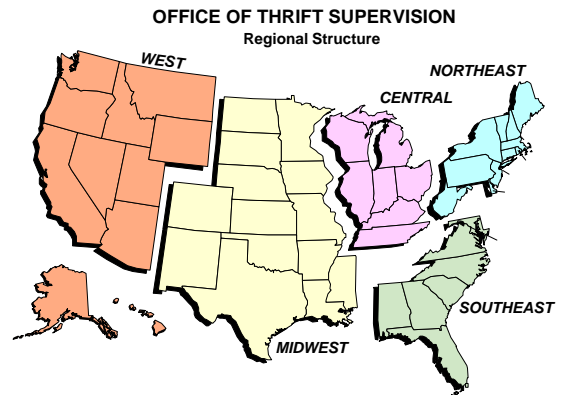 OFFICE OF THRIFT SUPERVISION
Regional Structure
WEST
NORTHEAST
CENTRAL
SOUTHEAST
MIDWEST